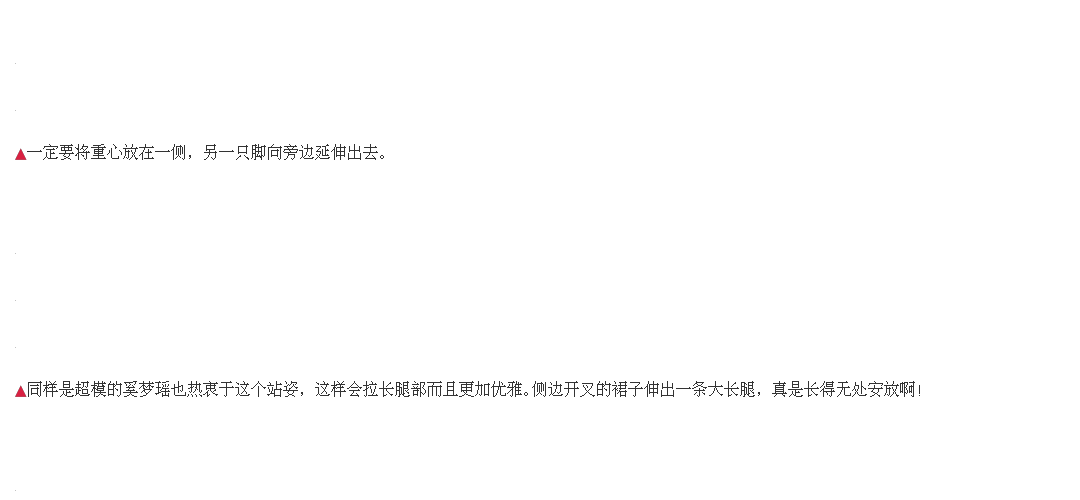 ▲一定要将重心放在一侧，另一只脚向旁边延伸出去。
▲同样是超模的奚梦瑶也热衷于这个站姿，这样会拉长腿部而且更加优雅。侧边开叉的裙子伸出一条大长腿，真是长得无处安放啊！